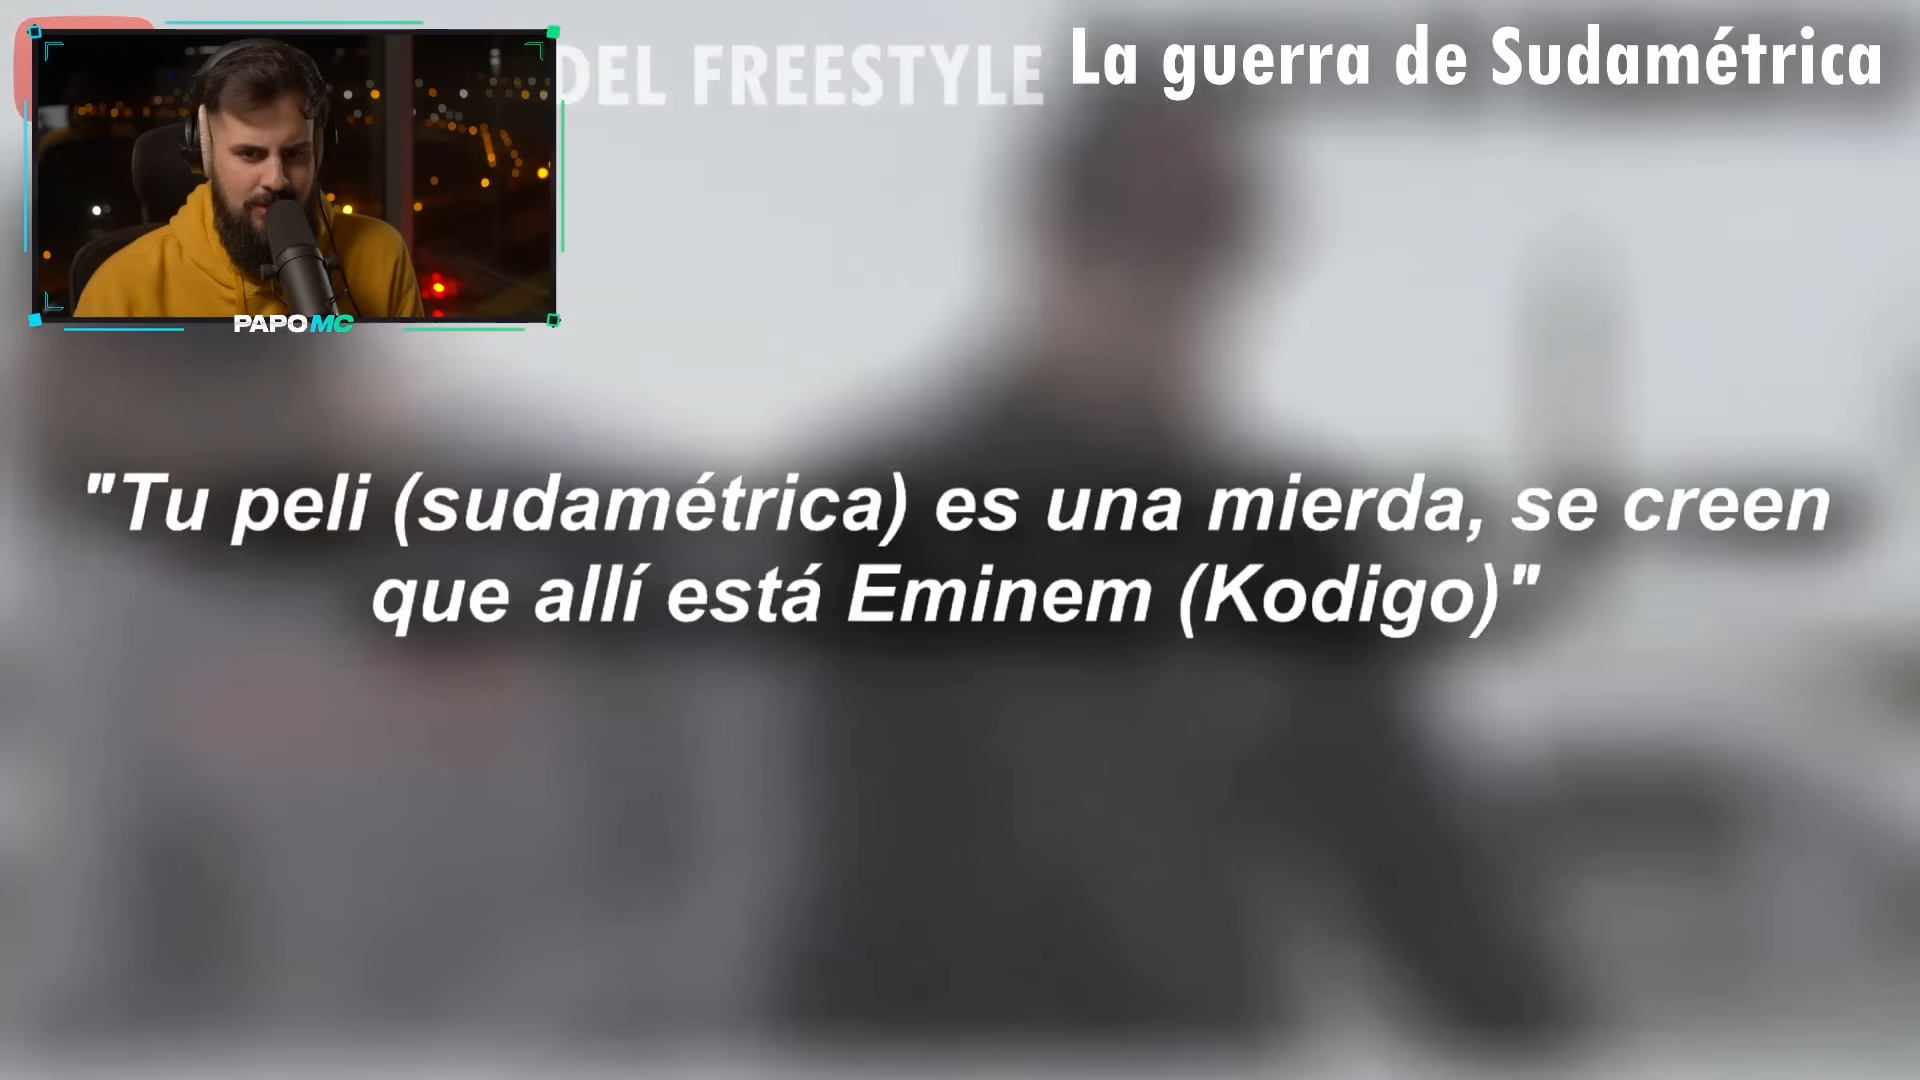 DEL FREESTYLE
La guerra de Sudamétrica
PAPO MC
"Tu peli (sudamétrica) es una mierda, se creen
que allí está Eminem (Kodigo)"